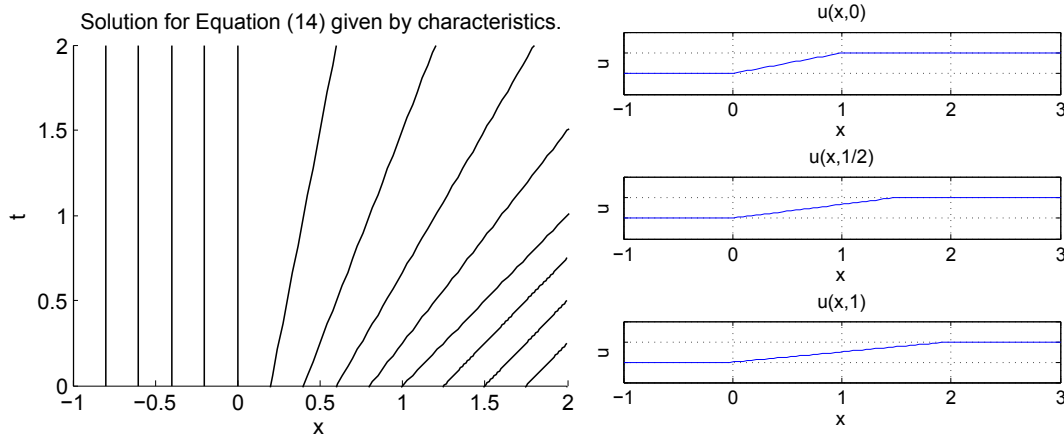 Solution for Equation (14) given by characteristics.
2
1.5
1
0.5
0
t
−1 −0.5 0 0.5 1 1.5 2
x
u(x,0)
u
−1 0 1 2 3
x
u(x,1/2)
u
−1 0 1 2 3
x
u(x,1)
u
−1 0 1 2 3
x